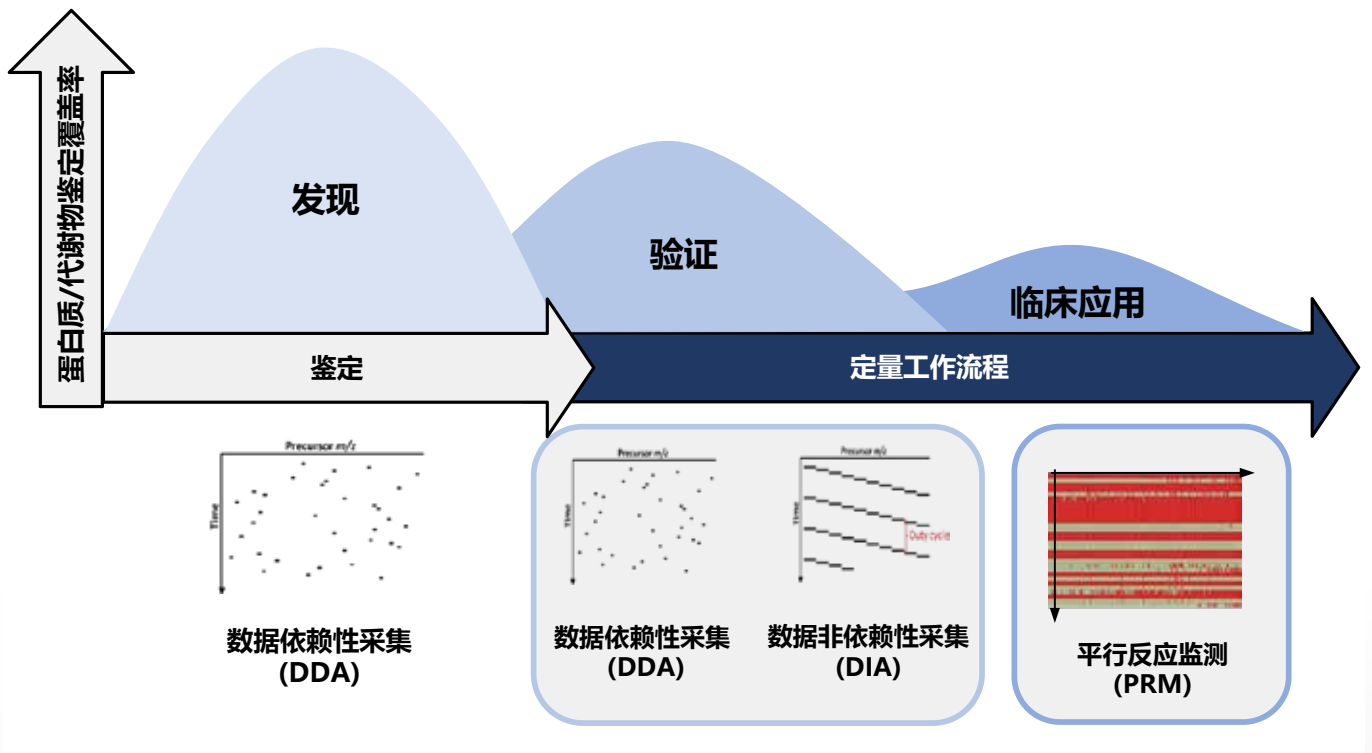 蛋白质/代谢物鉴定覆盖率
发现
验证
临床应用
鉴定
定量工作流程
Precursor m/z
Time
数据依赖性采集
(DDA)
Precursor m/z
Time
数据依赖性采集
(DDA)
Precursor m/z
Time
Duty cycle
数据非依赖性采集
(DIA)
平行反应监测
(PRM)